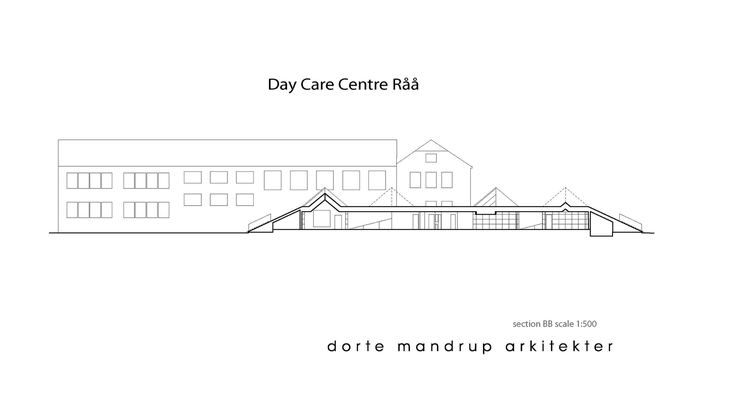 Day Care Centre Råå
section BB scale 1:500
dorte mandrup arkitekter